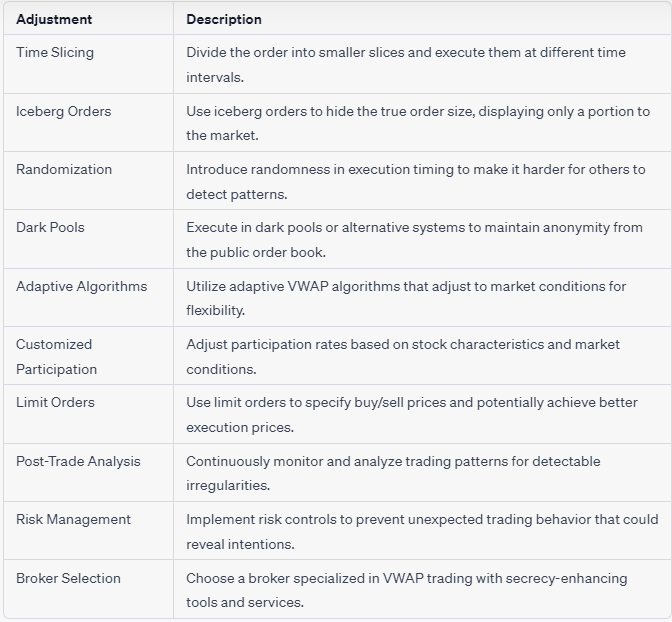 Adjustment Description
Time Slicing Divide the order into smaller slices and execute them at different time
intervals.
Iceberg Orders Use iceberg orders to hide the true order size, displaying only a portion to
the market.
Randomization Introduce randomness in execution timing to make it harder for others to
detect patterns.
Dark Pools Execute in dark pools or alternative systems to maintain anonymity from
the public order book.
Adaptive Algorithms Utilize adaptive VWAP algorithms that adjust to market conditions for
flexibility.
Customized Adjust participation rates based on stock characteristics and market
Participation conditions.
Limit Orders Use limit orders to specify buy/sell prices and potentially achieve better
execution prices.
Post-Trade Analysis Continuously monitor and analyze trading patterns for detectable
irregularities.
Risk Management Implement risk controls to prevent unexpected trading behavior that could
reveal intentions.
Broker Selection Choose a broker specialized in VWAP trading with secrecy-enhancing
tools and services.